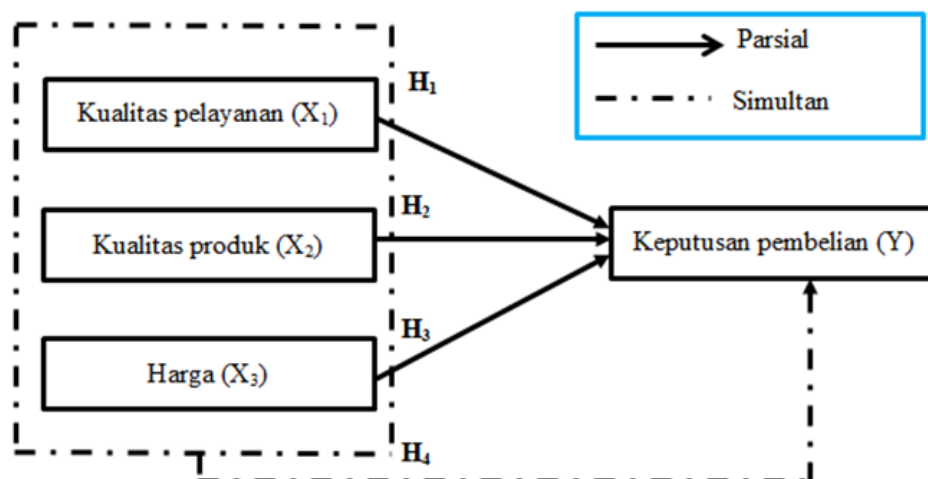 H₁
Parsial
Simultan
Kualitas pelayanan (X₁)
H₂
Kualitas produk (X₂)
Keputusan pembelian (Y)
H₃
Harga (X₃)
H₄